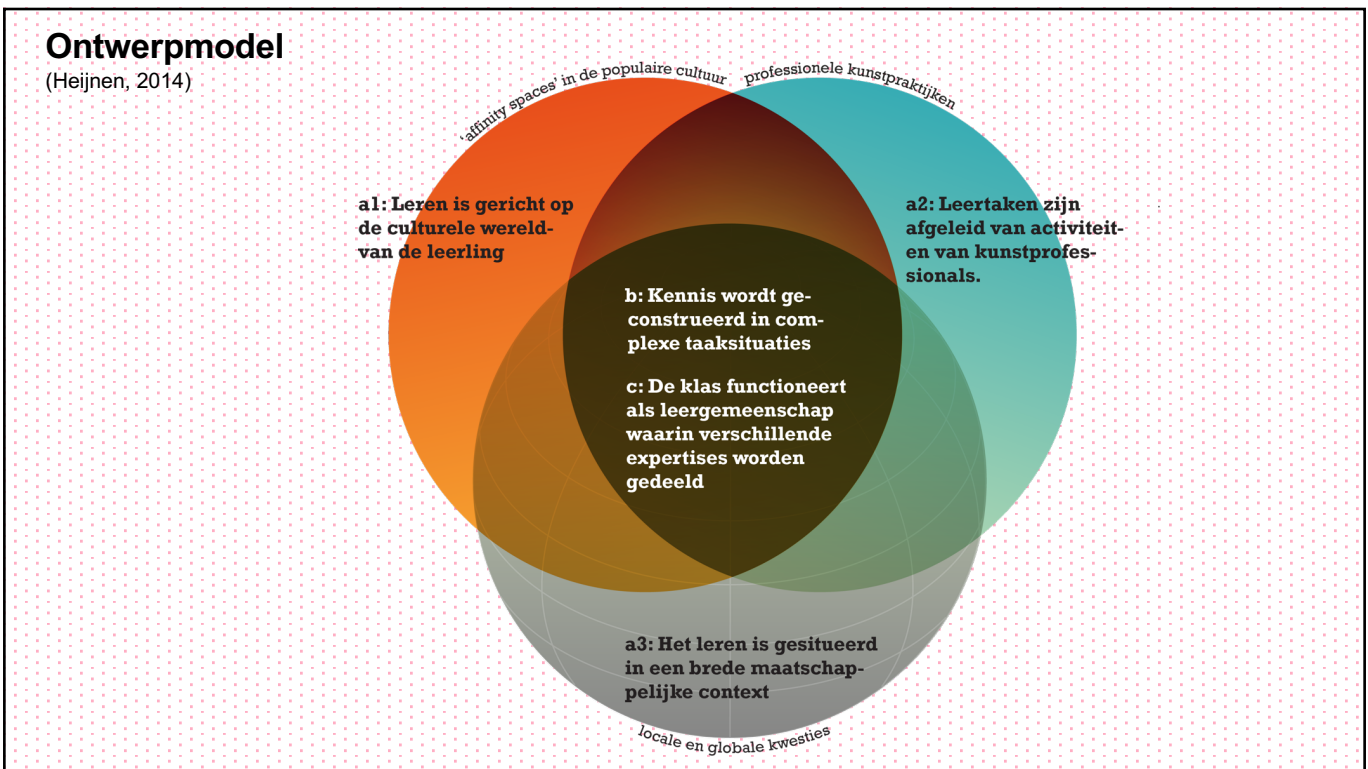 Ontwerpmodel
(Heijnen, 2014)
'affinity spaces' in de populaire cultuur
professionele kunstpraktijken
a1: Leren is gericht op
de culturele wereld-
van de leerling
a2: Leertaken zijn
afgeleid van activiteit-
en van kunstprofes-
sionals.
b: Kennis wordt ge-
construeerd in com-
plexe taaksituaties
c: De klas functioneert
als leergemeenschap
waarin verschillende
expertises worden
gedeeld
a3: Het leren is gesitueerd
in een brede maatschap-
pelijke context
locale en globale kwesties